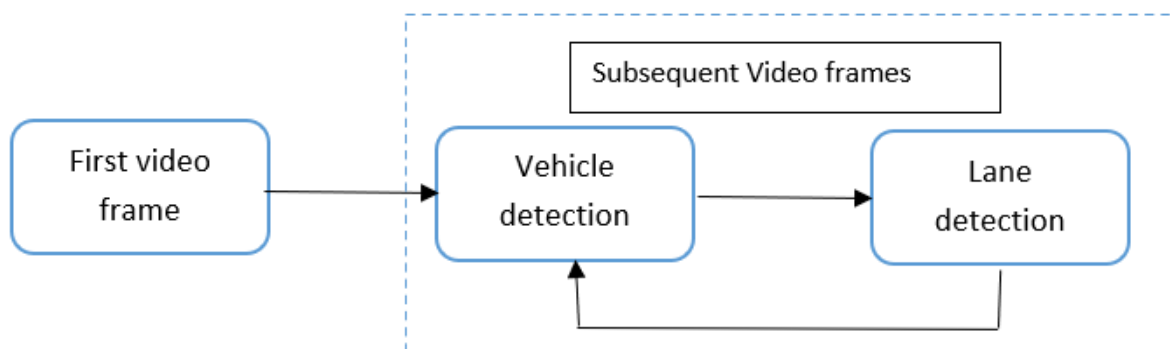 Subsequent Video frames
First video
frame
Vehicle
detection
Lane
detection